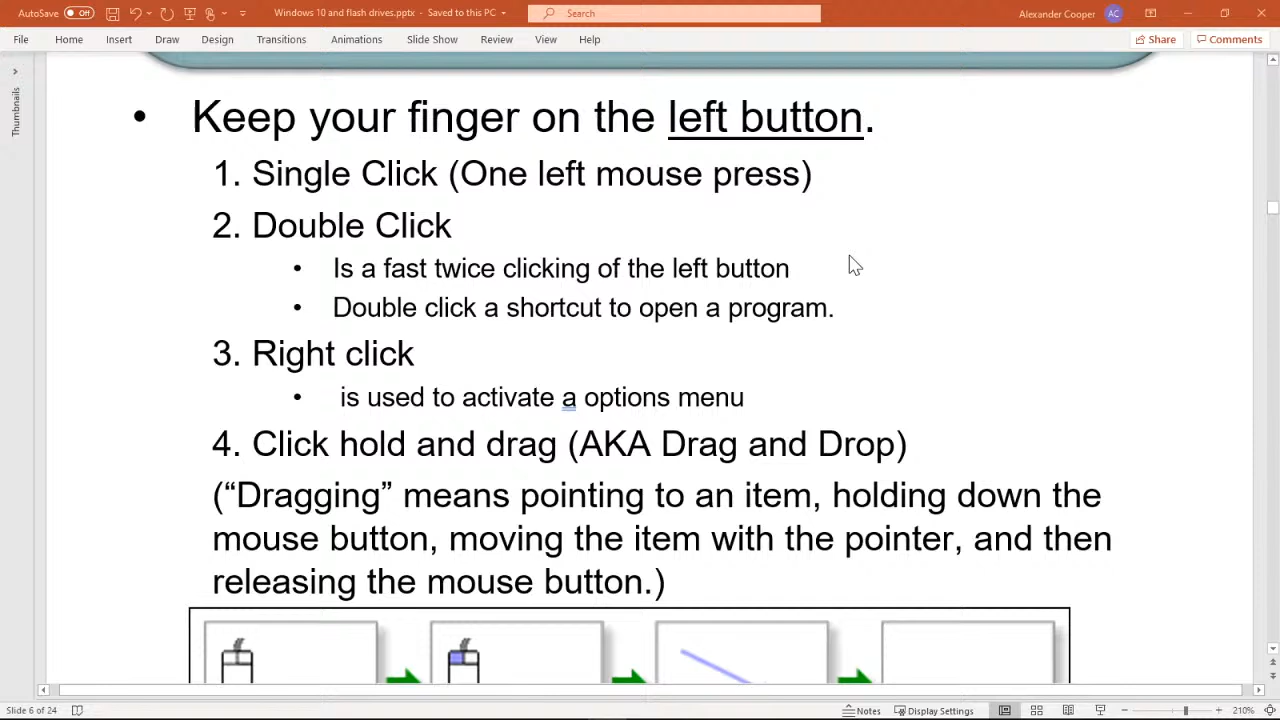 AutoSave Off Windows 10 and flash drives.pptx - Saved to this PC Search Alexander Cooper AC
File Home Insert Draw Design Transitions Animations Slide Show Review View Help Share Comments
Thumbnails
• Keep your finger on the left button.
1. Single Click (One left mouse press)
2. Double Click
• Is a fast twice clicking of the left button
• Double click a shortcut to open a program.
3. Right click
• is used to activate a options menu
4. Click hold and drag (AKA Drag and Drop)
(“Dragging” means pointing to an item, holding down the
mouse button, moving the item with the pointer, and then
releasing the mouse button.)
Slide 6 of 24 Notes Display Settings 210%